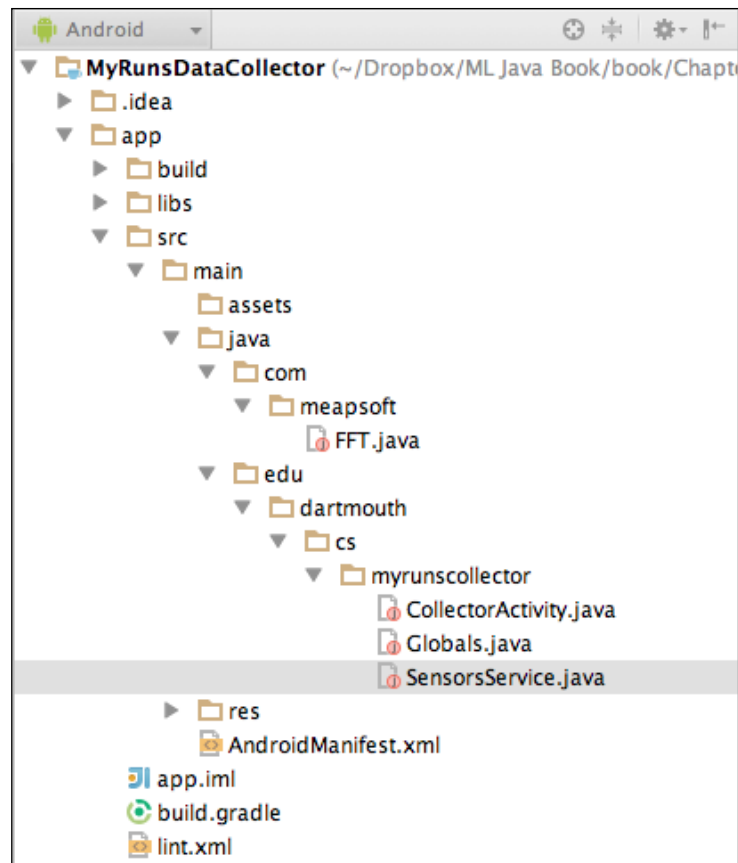 Android
MyRunsDataCollector (~/Dropbox/ML Java Book/book/Chapt
.idea
app
build
libs
src
main
assets
java
com
meapsoft
FFT.java
edu
dartmouth
cs
myrunscollector
CollectorActivity.java
Globals.java
SensorsService.java
res
AndroidManifest.xml
app.iml
build.gradle
lint.xml